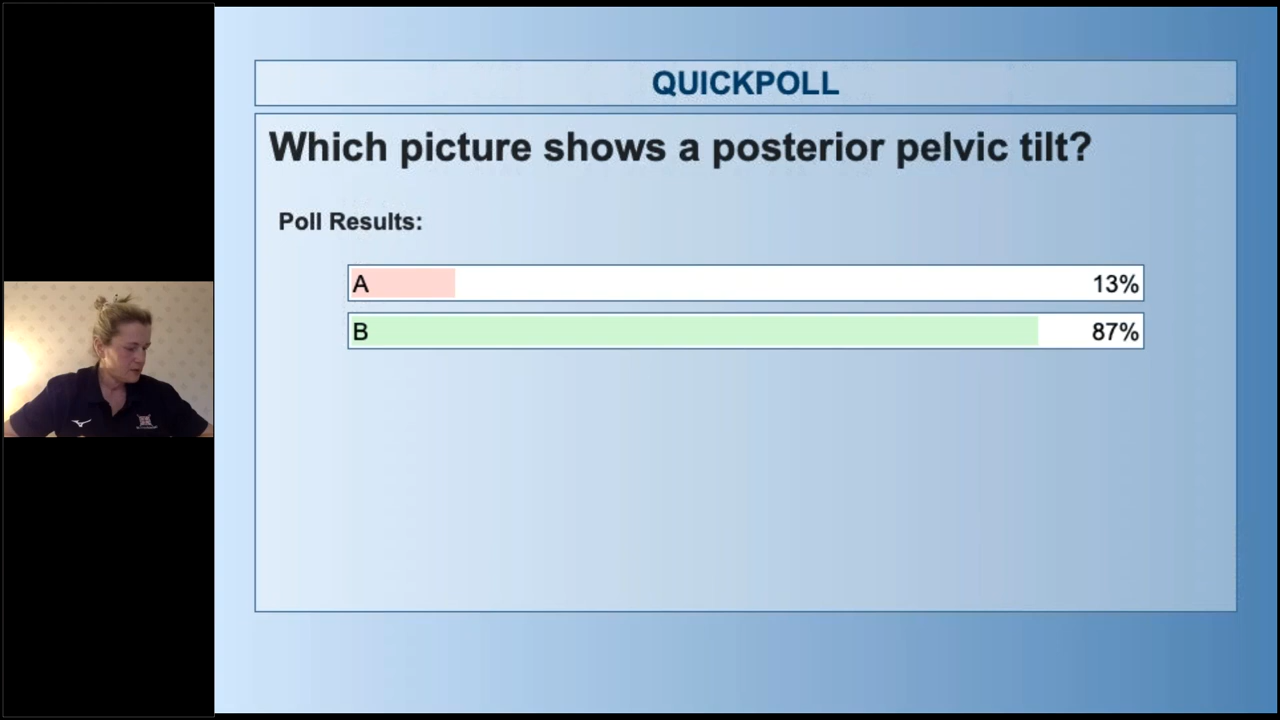 QUICKPOLL
Which picture shows a posterior pelvic tilt?
Poll Results:
A 13%
B 87%